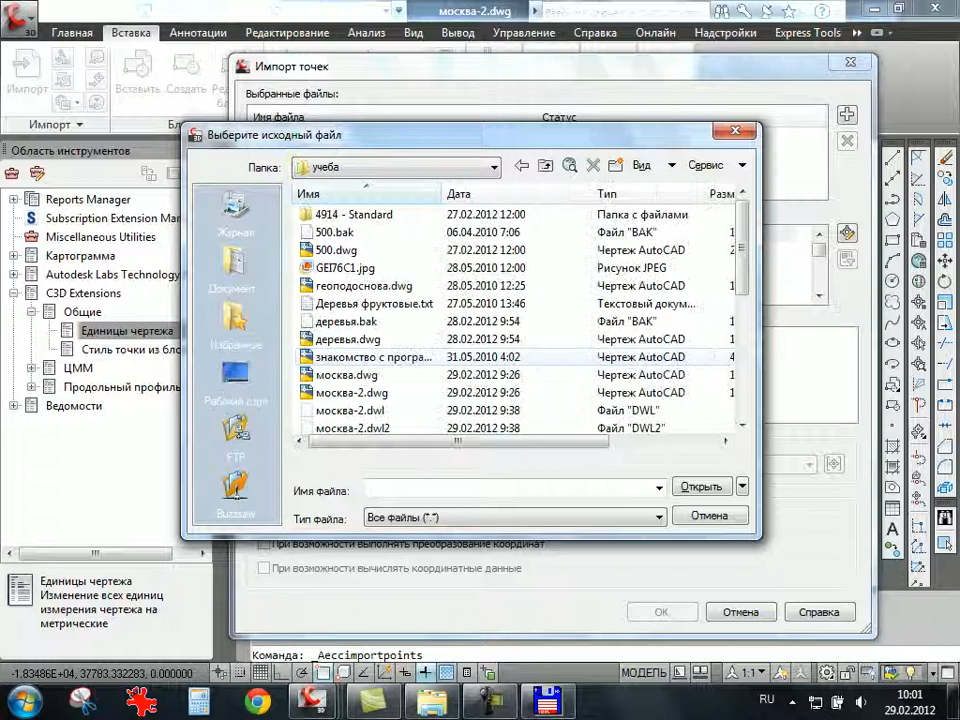 москва-2.dwg
Главная Вставка Аннотации Редактирование Анализ Вид Вывод Управление Справка Онлайн Надстройки Express Tools
3D
Импорт Вставить Создать
Импорт
Импорт точек
Выбранные файлы:
Имя файла Статус
Выберите исходный файл
Папка: учеба Вид Сервис
Имя Дата Тип Разм
4914 - Standard 27.02.2012 12:00 Папка с файлами
500.bak 06.04.2010 7:06 Файл "BAK"
500.dwg 27.02.2012 12:00 Чертеж AutoCAD 2
GEI76C1.jpg 28.05.2010 12:00 Рисунок JPEG
геоподоснова.dwg 28.05.2010 12:25 Чертеж AutoCAD 1
Деревья фруктовые.txt 27.05.2010 13:46 Текстовый докум...
деревья.bak 28.02.2012 9:54 Файл "BAK" 1
деревья.dwg 28.02.2012 9:54 Чертеж AutoCAD 1
знакомство с програ... 31.05.2010 4:02 Чертеж AutoCAD 4
москва.dwg 29.02.2012 9:26 Чертеж AutoCAD 1
москва-2.dwg 29.02.2012 9:26 Чертеж AutoCAD 1
москва-2.dwl 29.02.2012 9:38 Файл "DWL"
москва-2.dwl2 29.02.2012 9:38 Файл "DWL2"
Журнал
Документ
Избранное
Рабочий стол
FTP
Buzzsaw
Имя файла: Открыть
Тип файла: Все файлы (*.*) Отмена
Область инструментов
Reports Manager
Subscription Extension Man
Miscellaneous Utilities
Картограмма
Autodesk Labs Technology
C3D Extensions
Общие
Единицы чертежа
Стиль точки из бло
ЦММ
Продольный профиль
Ведомости
Единицы чертежа
Изменение всех единиц
измерения чертежа на
метрические
При возможности выполнять преобразование координат
При возможности вычислять координатные данные
ОК Отмена Справка
Команда: _AeccImportpoints
-1.83486E+04, 37783.332283, 0.000000 МОДЕЛЬ 1:1
RU 10:01
29.02.2012